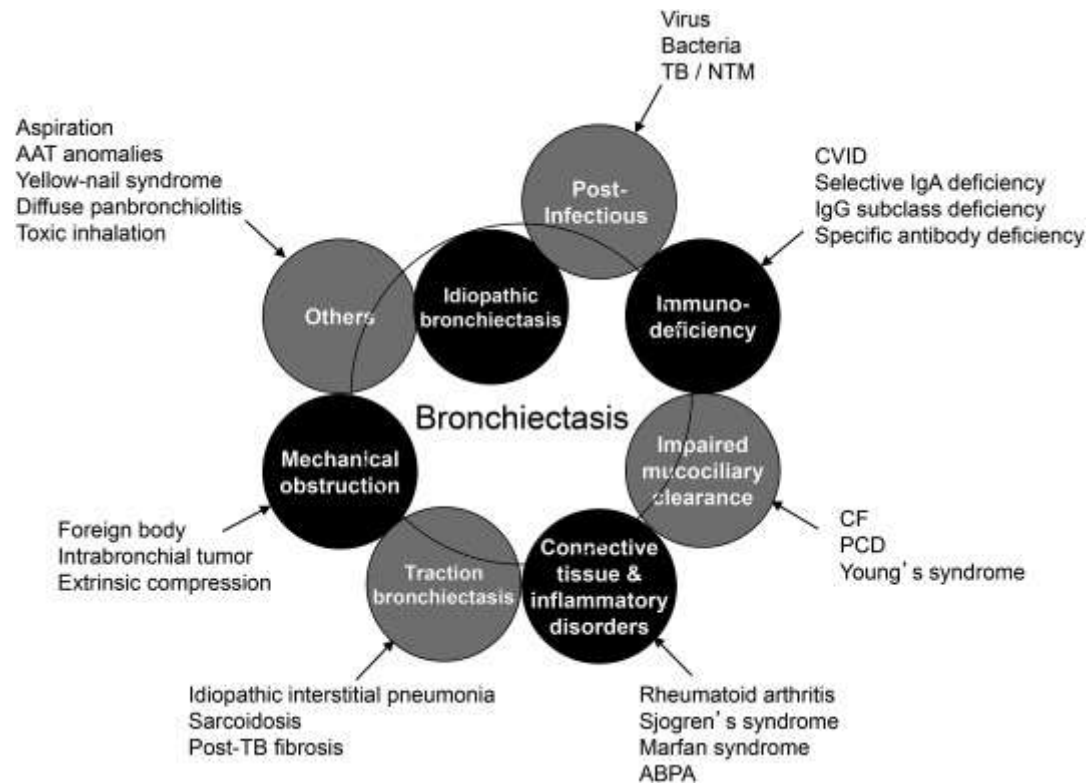 Virus
Bacteria
TB / NTM
Post-
Infectious
CVID
Selective IgA deficiency
IgG subclass deficiency
Specific antibody deficiency
Immuno-
deficiency
Impaired
mucociliary
clearance
CF
PCD
Young's syndrome
Connective
tissue &
inflammatory
disorders
Rheumatoid arthritis
Sjogren's syndrome
Marfan syndrome
ABPA
Traction
bronchiectasis
Idiopathic interstitial pneumonia
Sarcoidosis
Post-TB fibrosis
Mechanical
obstruction
Foreign body
Intrabronchial tumor
Extrinsic compression
Others
Aspiration
AAT anomalies
Yellow-nail syndrome
Diffuse panbronchiolitis
Toxic inhalation
Idiopathic
bronchiectasis
Bronchiectasis